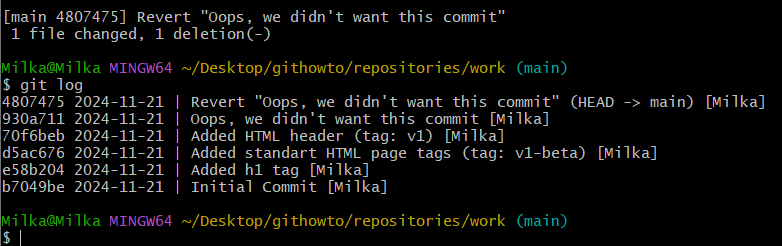 [main 4807475] Revert "Oops, we didn't want this commit"
 1 file changed, 1 deletion(-)
Milka@Milka MINGW64 ~/Desktop/githowto/repositories/work (main)
$ git log
4807475 2024-11-21 | Revert "Oops, we didn't want this commit" (HEAD -> main) [Milka]
930a711 2024-11-21 | Oops, we didn't want this commit [Milka]
70f6beb 2024-11-21 | Added HTML header (tag: v1) [Milka]
d5ac676 2024-11-21 | Added standart HTML page tags (tag: v1-beta) [Milka]
e58b204 2024-11-21 | Added h1 tag [Milka]
b7049be 2024-11-21 | Initial Commit [Milka]
Milka@Milka MINGW64 ~/Desktop/githowto/repositories/work (main)
$